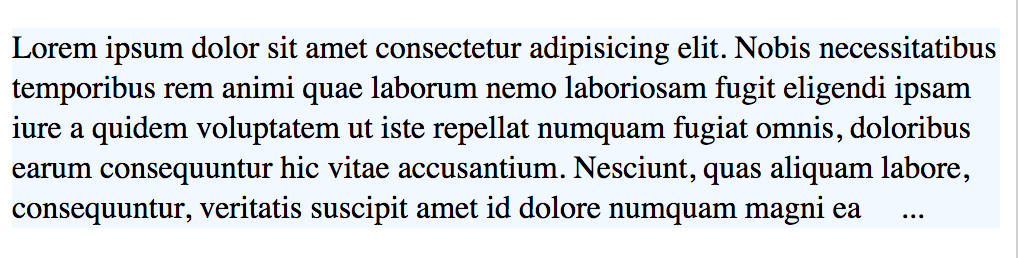 Lorem ipsum dolor sit amet consectetur adipisicing elit. Nobis necessitatibus
temporibus rem animi quae laborum nemo laboriosam fugit eligendi ipsam
iure a quidem voluptatem ut iste repellat numquam fugiat omnis, doloribus
earum consequuntur hic vitae accusantium. Nesciunt, quas aliquam labore,
consequuntur, veritatis suscipit amet id dolore numquam magni ea ...